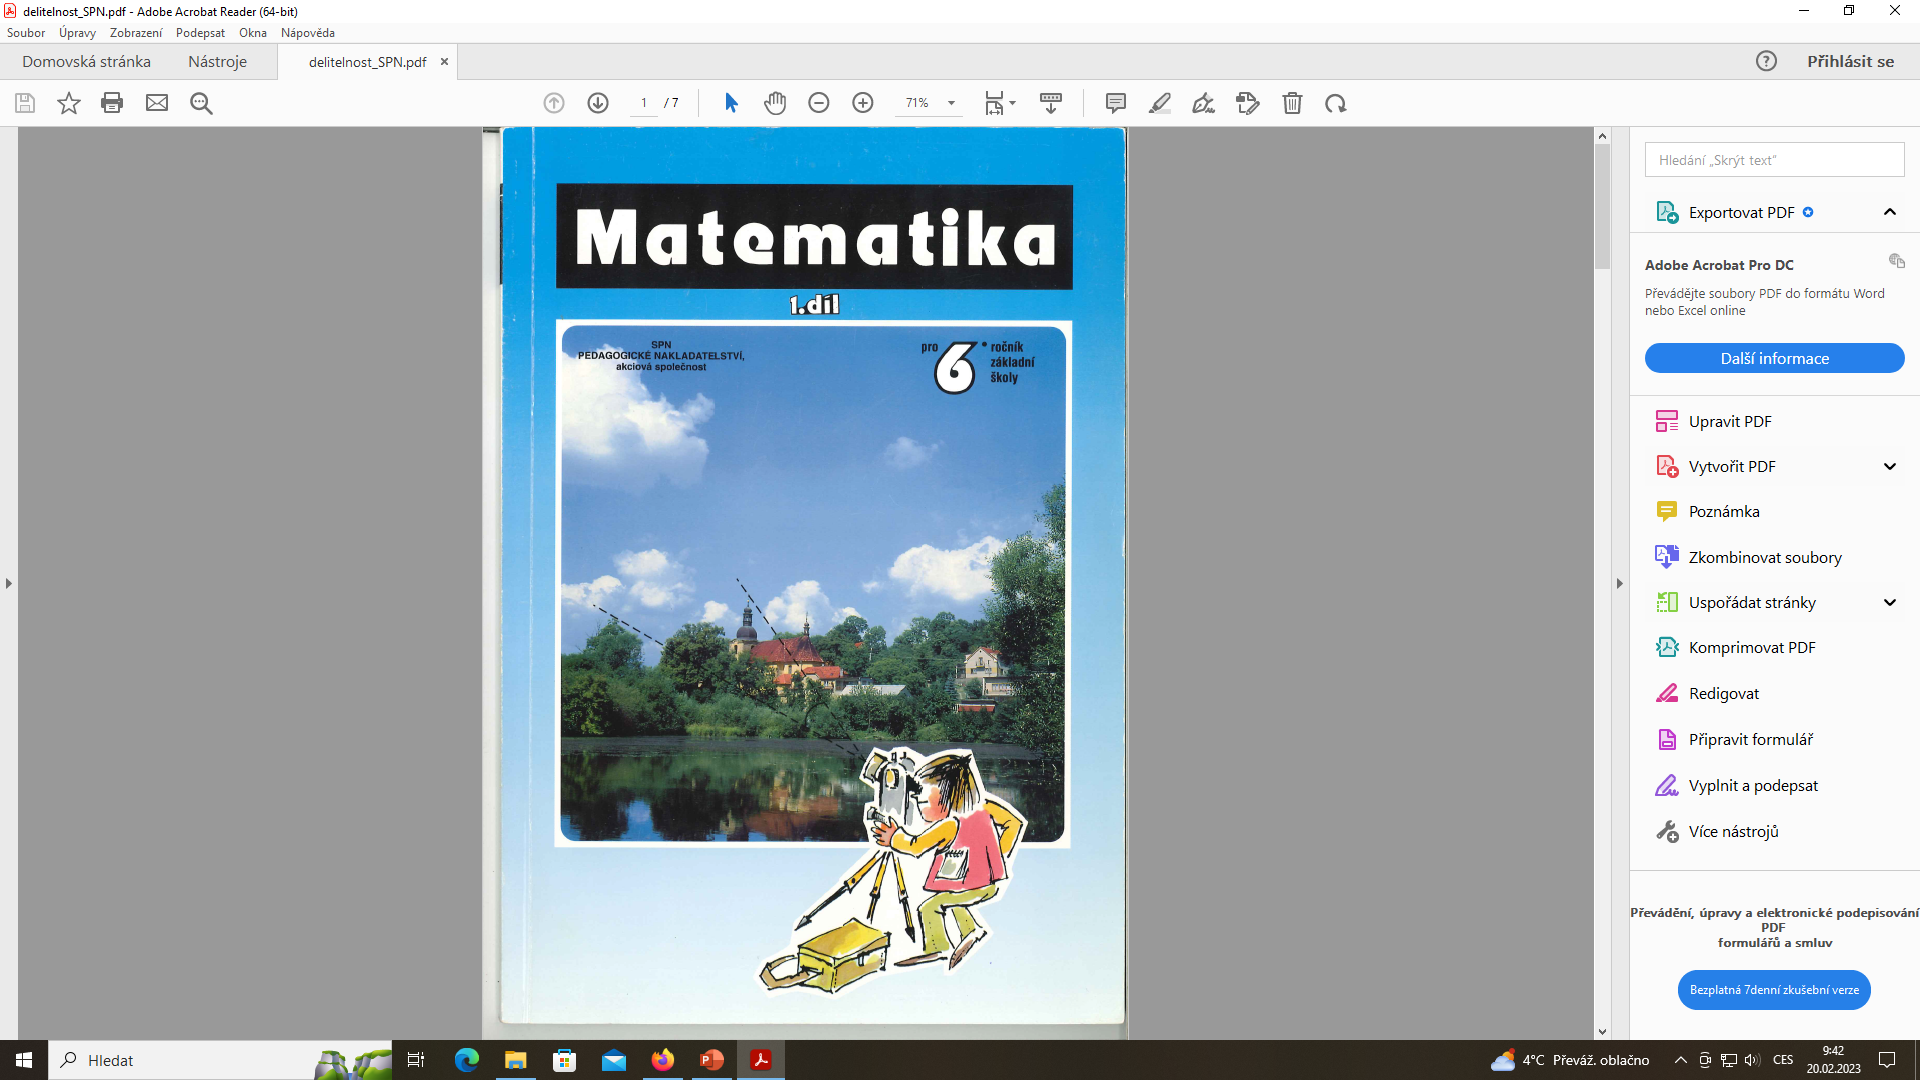 delitelnost_SPN.pdf - Adobe Acrobat Reader (64-bit)
Soubor Úpravy Zobrazení Podepsat Okna Nápověda
Domovská stránka Nástroje delitelnost_SPN.pdf × ? Přihlásit se
1 / 7 71%
Matematika
1.díl
SPN
PEDAGOGICKÉ NAKLADATELSTVÍ,
akciová společnost
pro 6. ročník
základní
školy
Hledání „Skrýt text“
Exportovat PDF
Adobe Acrobat Pro DC
Převádějte soubory PDF do formátu Word
nebo Excel online
Další informace
Upravit PDF
Vytvořit PDF
Poznámka
Zkombinovat soubory
Uspořádat stránky
Komprimovat PDF
Redigovat
Připravit formulář
Vyplnit a podepsat
Více nástrojů
Převádění, úpravy a elektronické podepisování
PDF
formulářů a smluv
Bezplatná 7denní zkušební verze
Hledat
4°C Převáž. oblačno
CES
9:42
20.02.2023